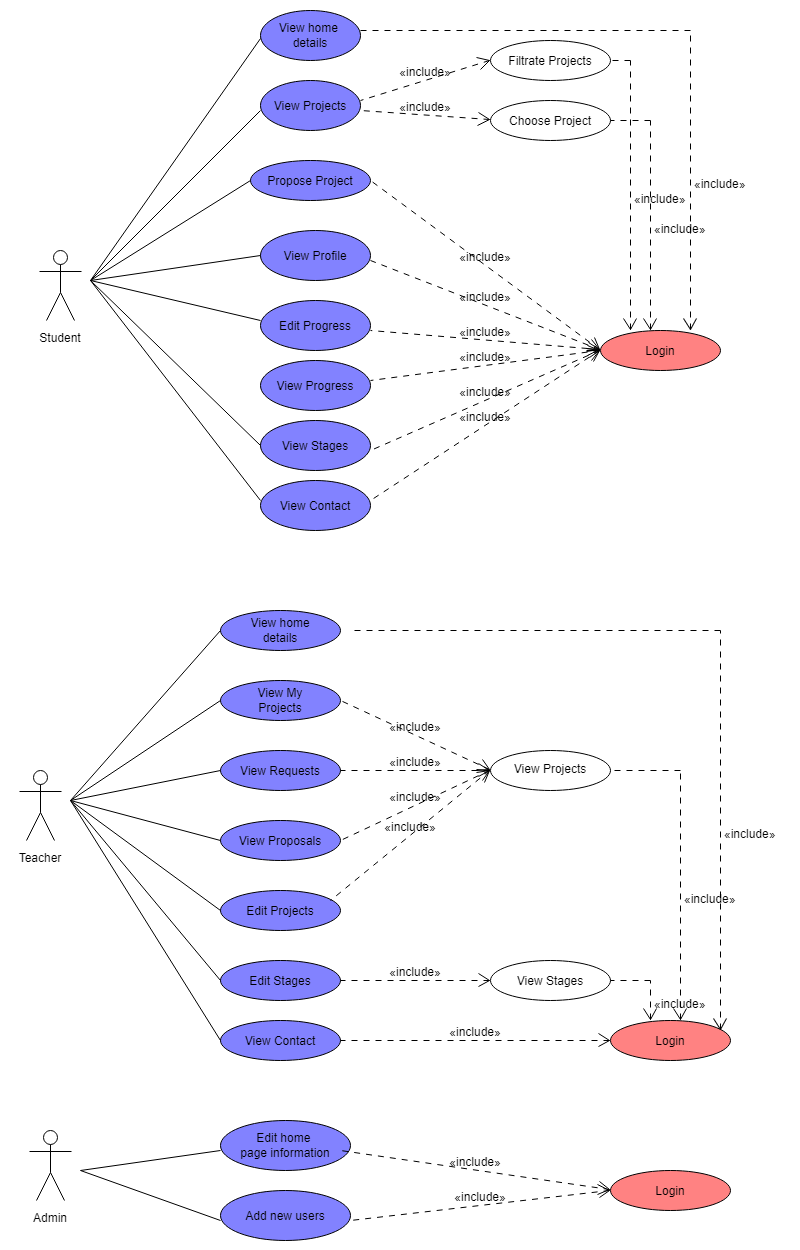 View home
details
«include»
Filtrate Projects
View Projects
«include»
Choose Project
Propose Project
«include»
«include»
«include»
View Profile
«include»
«include»
Edit Progress
«include»
Student
Login
«include»
View Progress
«include»
«include»
View Stages
View Contact
View home
details
View My
Projects
«include»
View Requests
«include»
View Projects
«include»
«include»
«include»
View Proposals
Teacher
«include»
Edit Projects
Edit Stages
«include»
View Stages
«include»
View Contact
«include»
Login
Edit home
page information
«include»
Login
«include»
Add new users
Admin